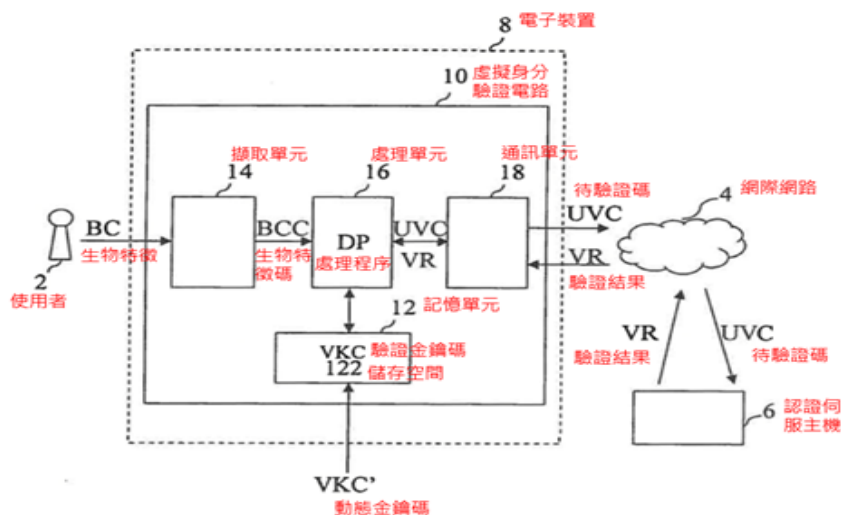 8 電子裝置
10 虛擬身分
驗證電路
擷取單元
14
處理單元
16
通訊單元
18
待驗證碼
UVC
4 網際網路
BC
生物特徵
BCC
生物特
徵碼
DP
處理程序
UVC
VR
VR
驗證結果
2
使用者
12 記憶單元
VKC 驗證金鑰碼
122 儲存空間
VR
驗證結果
UVC
待驗證碼
6 認證伺
服主機
VKC'
動態金鑰碼